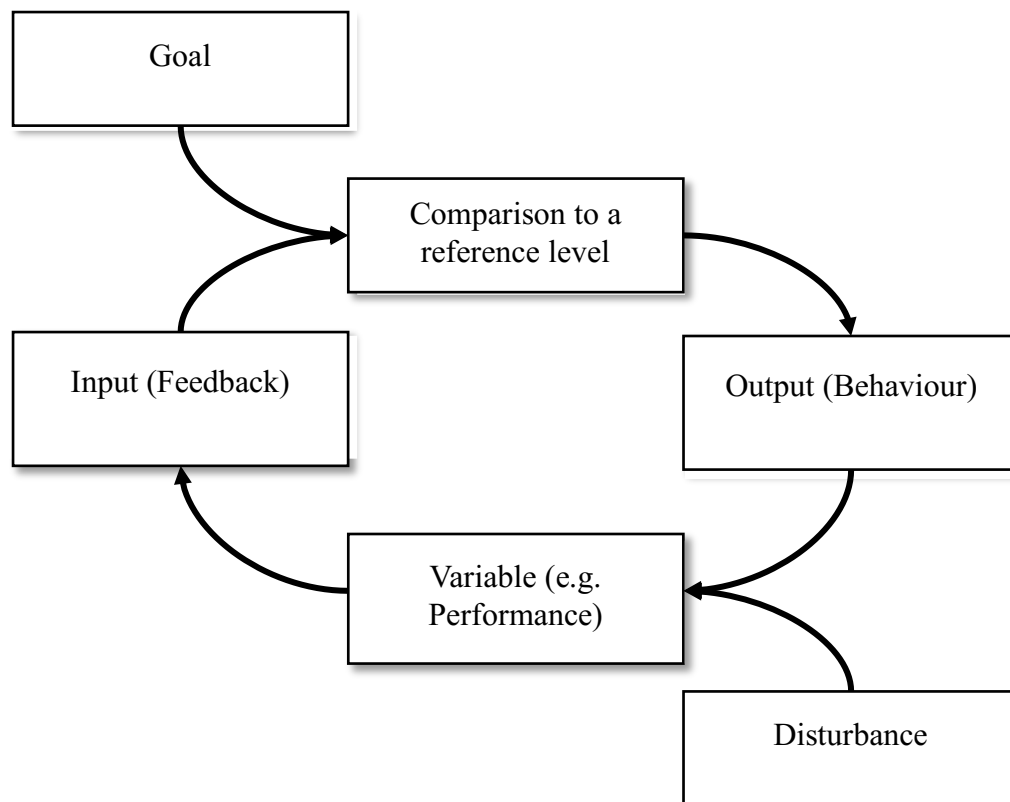 Goal
Comparison to a
reference level
Input (Feedback)
Output (Behaviour)
Variable (e.g.
Performance)
Disturbance